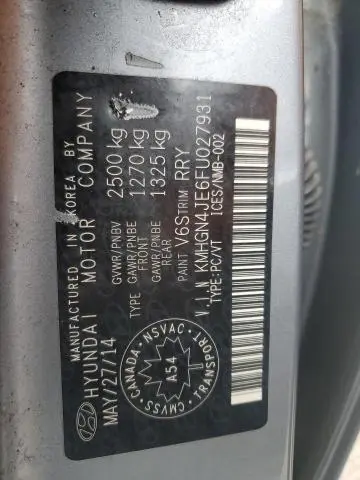 MANUFACTURED IN KOREA BY
HYUNDAI MOTOR COMPANY
MAY/27/14
GVWR/PNBV 2500 kg
TYPE GAWR/PNBE FRONT 1270 kg
GAWR/PNBE REAR 1325 kg
PAINT V6S TRIM RRY
V.I.N KMHGN4JE6FU027931
TYPE:PC/VT ICES/NMB-002
CANADA · NSVAC · TRANSPORT · CMVSS
A54